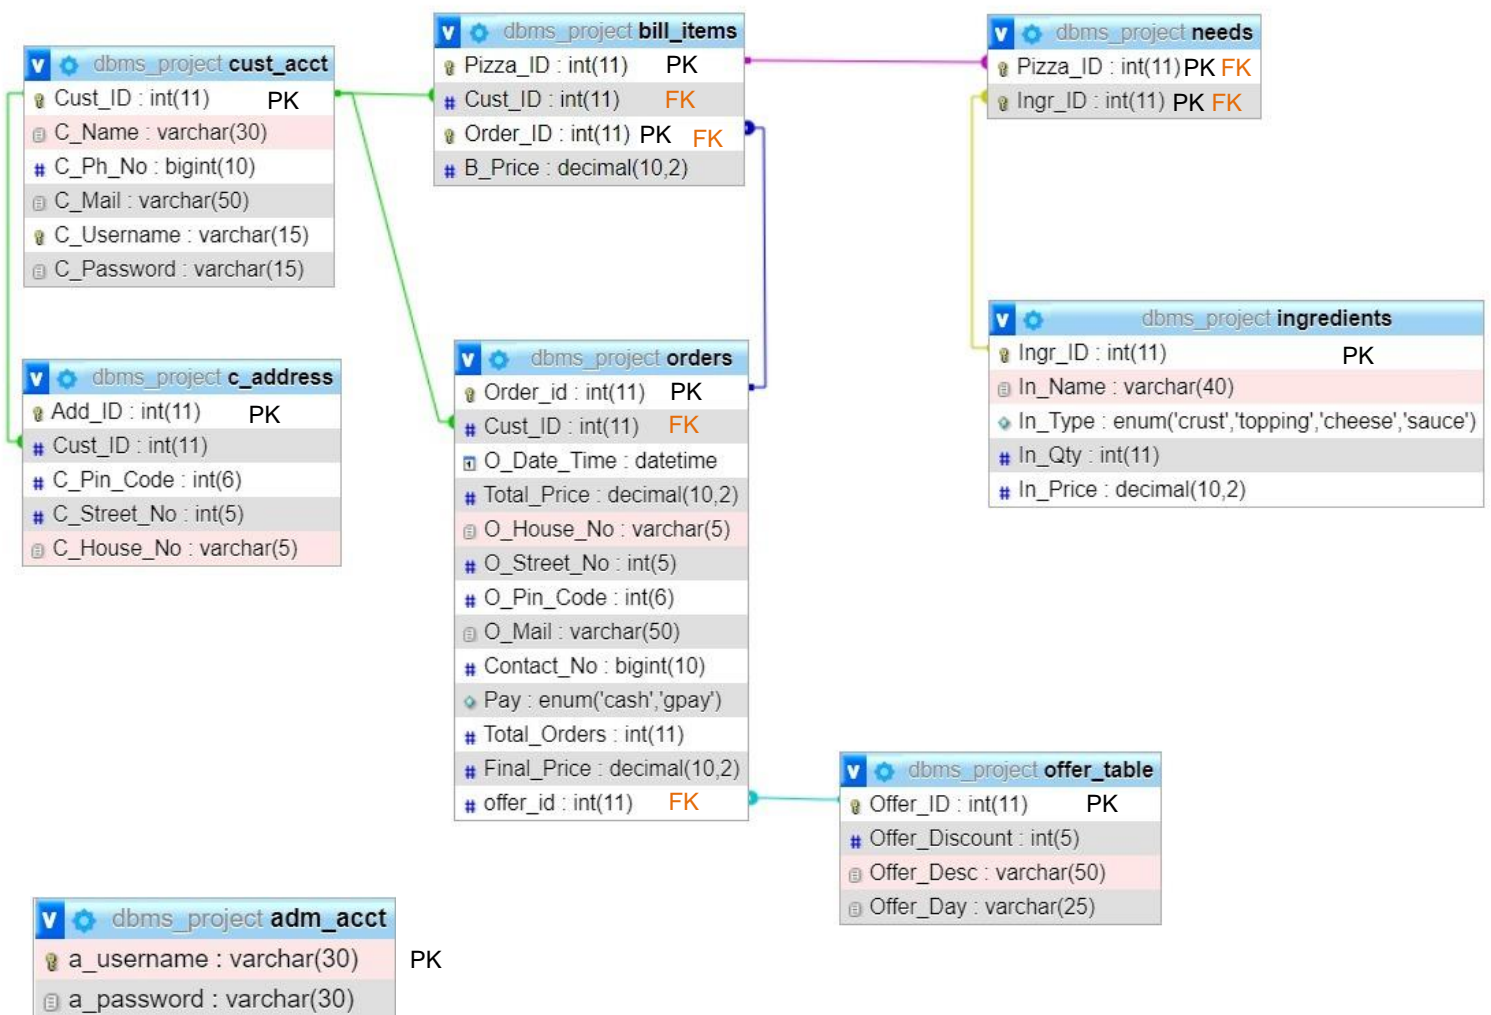 v dbms_project cust_acct
Cust_ID : int(11) PK
C_Name : varchar(30)
# C_Ph_No : bigint(10)
C_Mail : varchar(50)
C_Username : varchar(15)
C_Password : varchar(15)
v dbms_project bill_items
Pizza_ID : int(11) PK
# Cust_ID : int(11) FK
Order_ID : int(11) PK FK
# B_Price : decimal(10,2)
v dbms_project needs
Pizza_ID : int(11) PK FK
Ingr_ID : int(11) PK FK
v dbms_project c_address
Add_ID : int(11) PK
# Cust_ID : int(11)
# C_Pin_Code : int(6)
# C_Street_No : int(5)
C_House_No : varchar(5)
v dbms_project orders
Order_id : int(11) PK
# Cust_ID : int(11) FK
O_Date_Time : datetime
# Total_Price : decimal(10,2)
O_House_No : varchar(5)
# O_Street_No : int(5)
# O_Pin_Code : int(6)
O_Mail : varchar(50)
# Contact_No : bigint(10)
Pay : enum('cash','gpay')
# Total_Orders : int(11)
# Final_Price : decimal(10,2)
# offer_id : int(11) FK
v dbms_project ingredients
Ingr_ID : int(11) PK
In_Name : varchar(40)
In_Type : enum('crust','topping','cheese','sauce')
# In_Qty : int(11)
# In_Price : decimal(10,2)
v dbms_project offer_table
Offer_ID : int(11) PK
# Offer_Discount : int(5)
Offer_Desc : varchar(50)
Offer_Day : varchar(25)
v dbms_project adm_acct
a_username : varchar(30) PK
a_password : varchar(30)